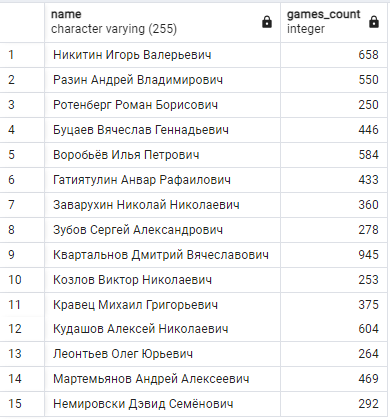 name games_count
character varying (255) integer
1 Никитин Игорь Валерьевич 658
2 Разин Андрей Владимирович 550
3 Ротенберг Роман Борисович 250
4 Буцаев Вячеслав Геннадьевич 446
5 Воробьёв Илья Петрович 584
6 Гатиятулин Анвар Рафаилович 433
7 Заварухин Николай Николаевич 360
8 Зубов Сергей Александрович 278
9 Квартальнов Дмитрий Вячеславович 945
10 Козлов Виктор Николаевич 253
11 Кравец Михаил Григорьевич 375
12 Кудашов Алексей Николаевич 604
13 Леонтьев Олег Юрьевич 264
14 Мартемьянов Андрей Алексеевич 469
15 Немировски Дэвид Семёнович 292